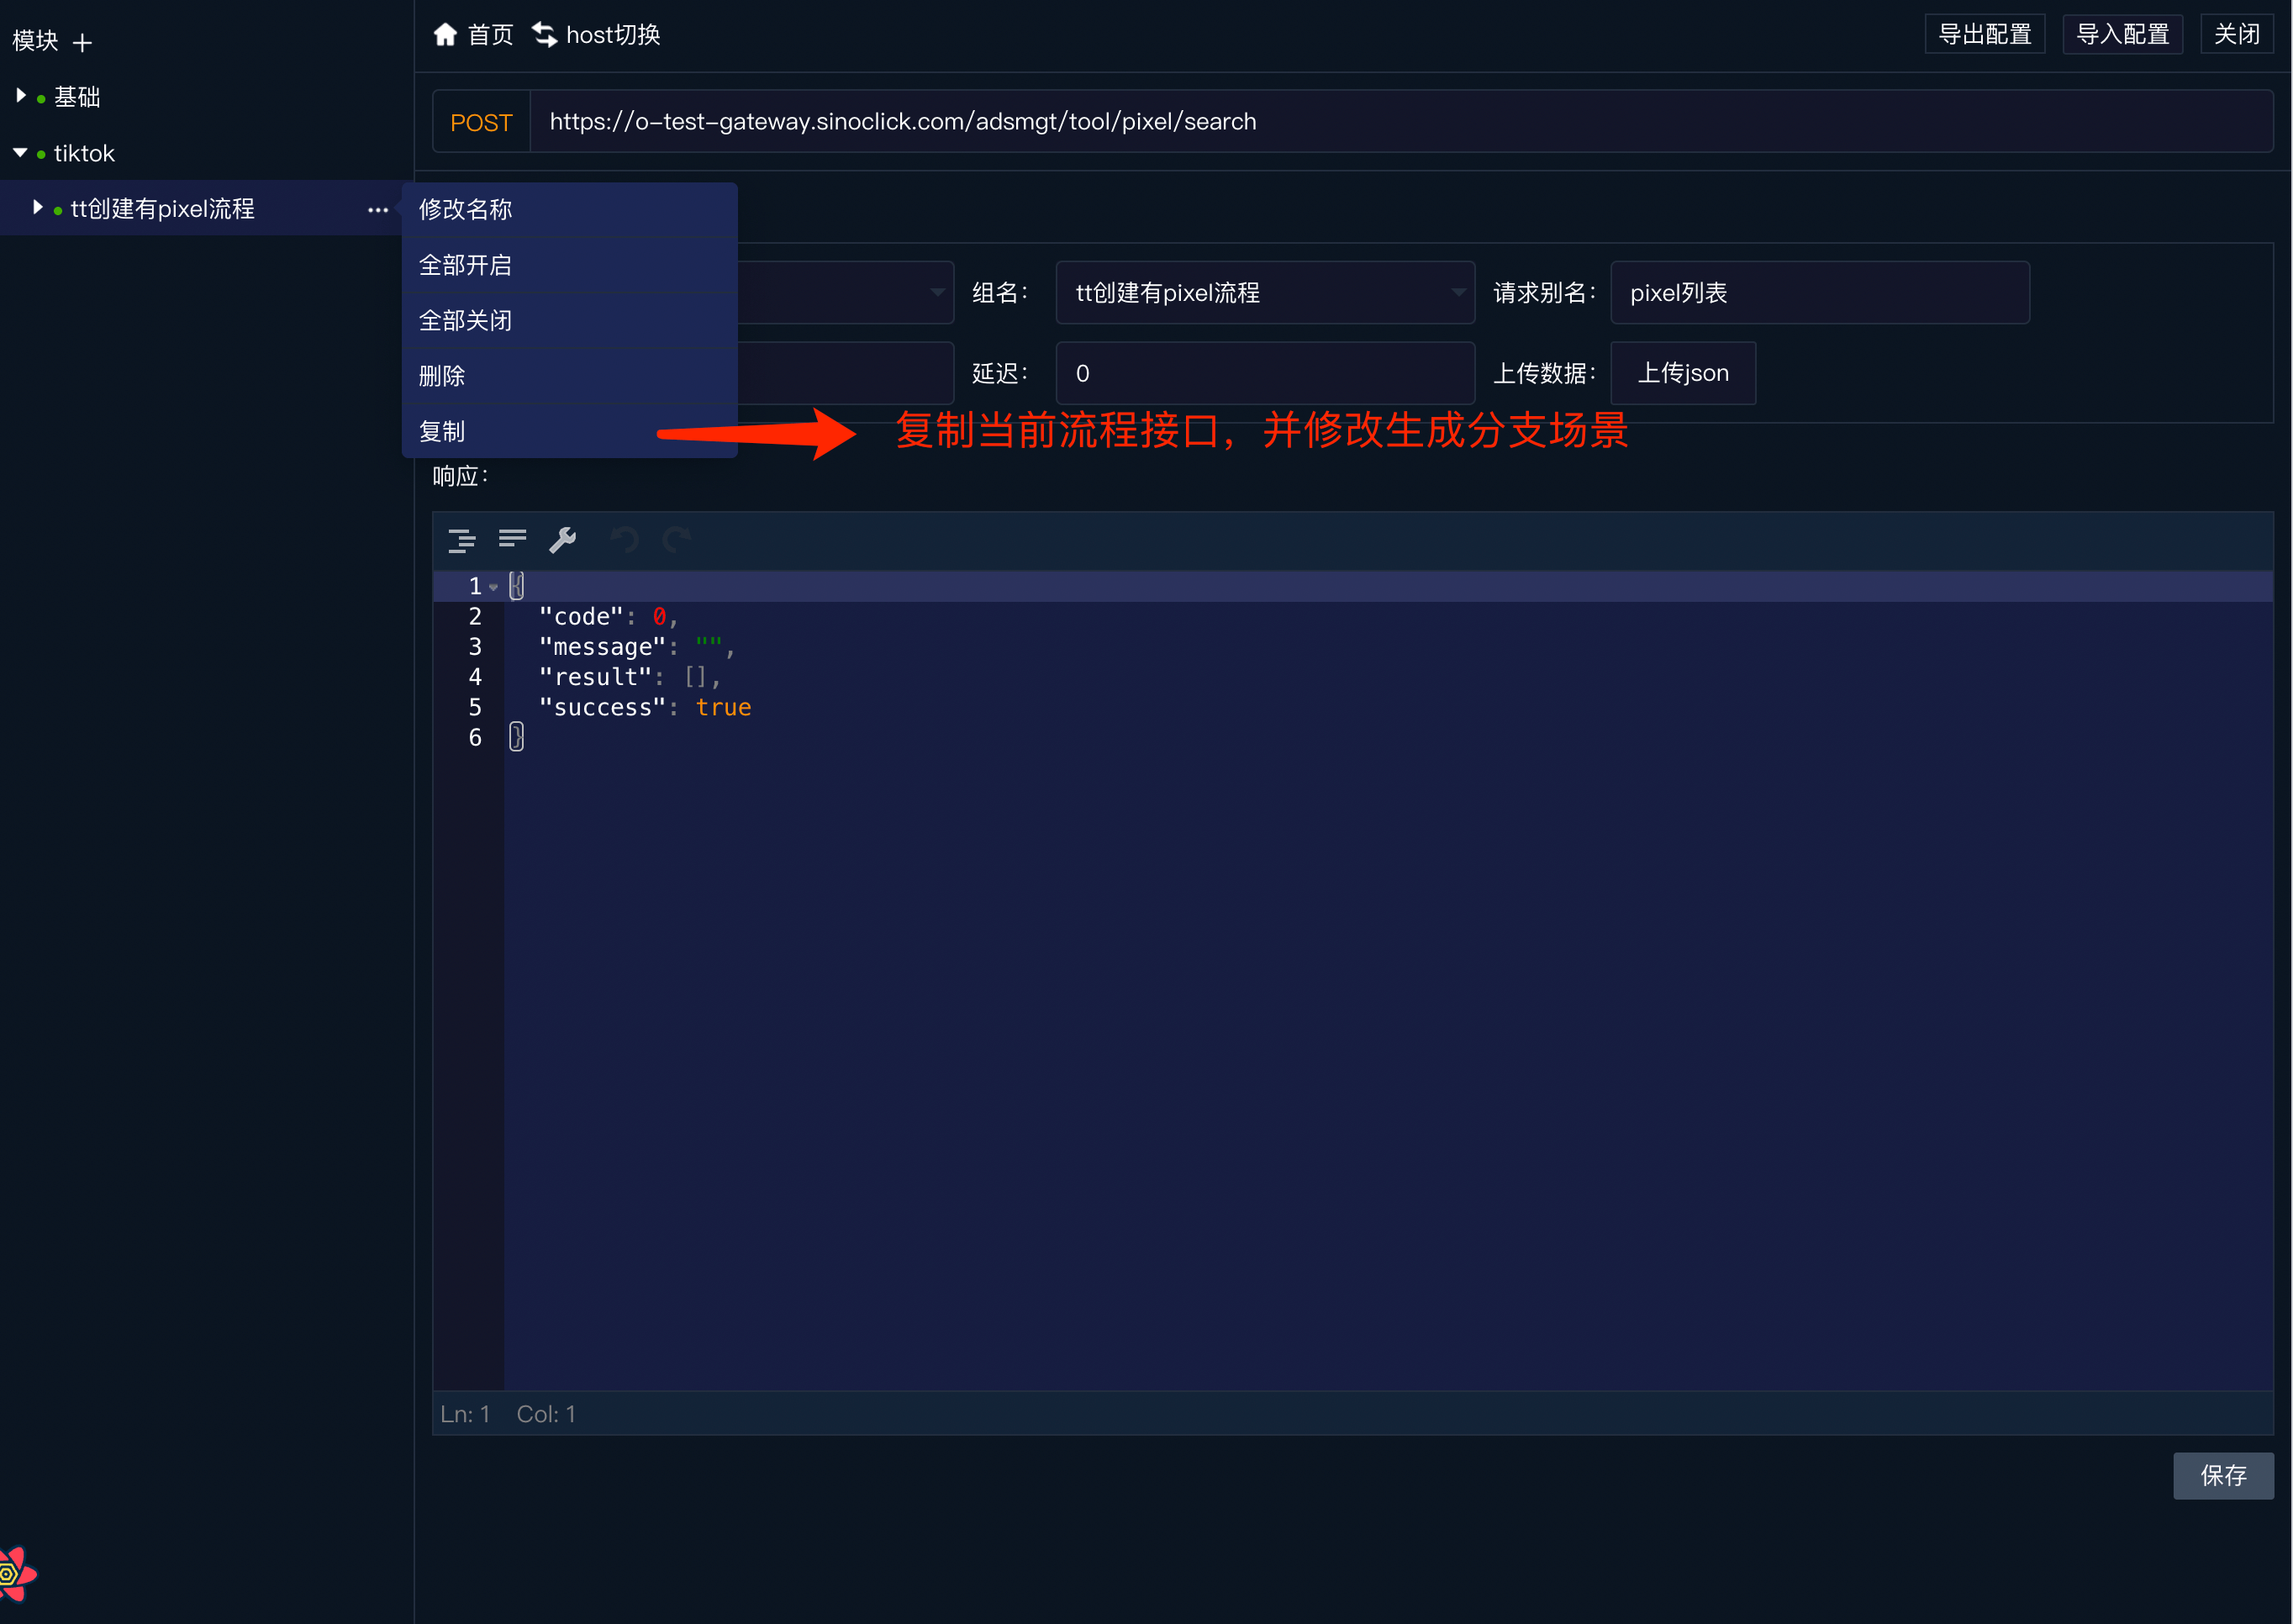 模块 +
基础
tiktok
tt创建有pixel流程 ...
修改名称
全部开启
全部关闭
删除
复制
首页 host切换
导出配置 导入配置 关闭
POST https://o-test-gateway.sinoclick.com/adsmgt/tool/pixel/search
组名： tt创建有pixel流程 请求别名： pixel列表
延迟： 0 上传数据： 上传json
复制当前流程接口，并修改生成分支场景
响应：
1 {
2 "code": 0,
3 "message": "",
4 "result": [],
5 "success": true
6 }
Ln: 1 Col: 1
保存